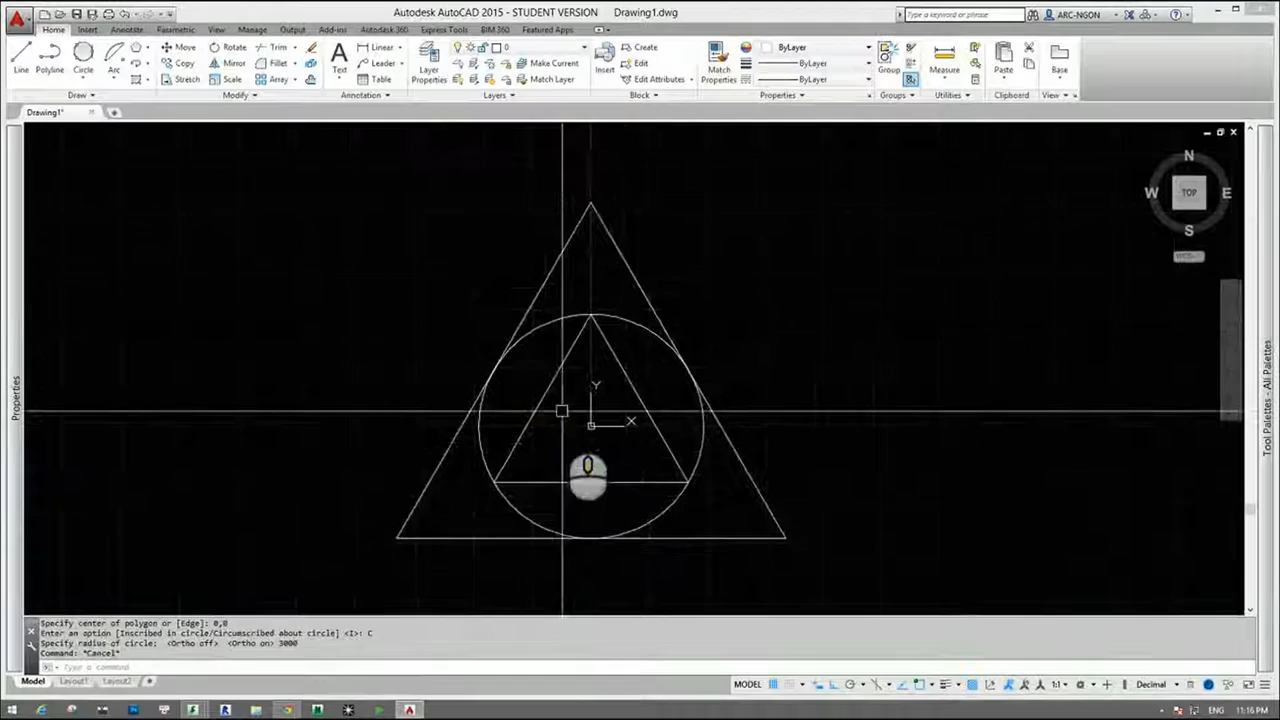 Autodesk AutoCAD 2015 - STUDENT VERSION Drawing1.dwg
Type a keyword or phrase
ARC-NGON
Home Insert Annotate Parametric View Manage Output Add-ins Autodesk 360 Express Tools BIM 360 Featured Apps
Line Polyline Circle Arc
Move Rotate Trim
Copy Mirror Fillet
Stretch Scale Array
Text
Linear
Leader
Table
Layer Properties
0
Make Current
Match Layer
Insert
Create
Edit
Edit Attributes
Match Properties
ByLayer
ByLayer
ByLayer
Group
Measure
Paste
Base
Draw Modify Annotation Layers Block Properties Groups Utilities Clipboard View
Drawing1*
N
W TOP E
S
Y
X
Properties
Tool Palettes - All Palettes
Specify center of polygon or [Edge]: 0,0
Enter an option [Inscribed in circle/Circumscribed about circle] <I>: C
Specify radius of circle: <Ortho off> <Ortho on> 3000
Command: *Cancel*
Type a command
Model Layout1 Layout2
MODEL 1:1 Decimal
ENG 11:16 PM